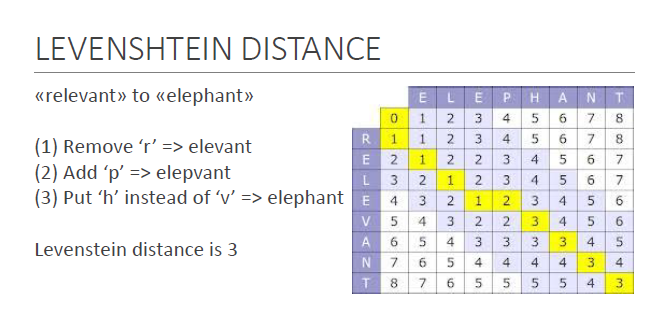 LEVENSHTEIN DISTANCE
«relevant» to «elephant»
(1) Remove ‘r’ => elevant
(2) Add ‘p’ => elepvant
(3) Put ‘h’ instead of ‘v’ => elephant
Levenstein distance is 3
E L E P H A N T
0 1 2 3 4 5 6 7 8
R 1 1 2 3 4 5 6 7 8
E 2 1 2 2 3 4 5 6 7
L 3 2 1 2 3 4 5 6 7
E 4 3 2 1 2 3 4 5 6
V 5 4 3 2 2 3 4 5 6
A 6 5 4 3 3 3 3 4 5
N 7 6 5 4 4 4 4 3 4
T 8 7 6 5 5 5 5 4 3